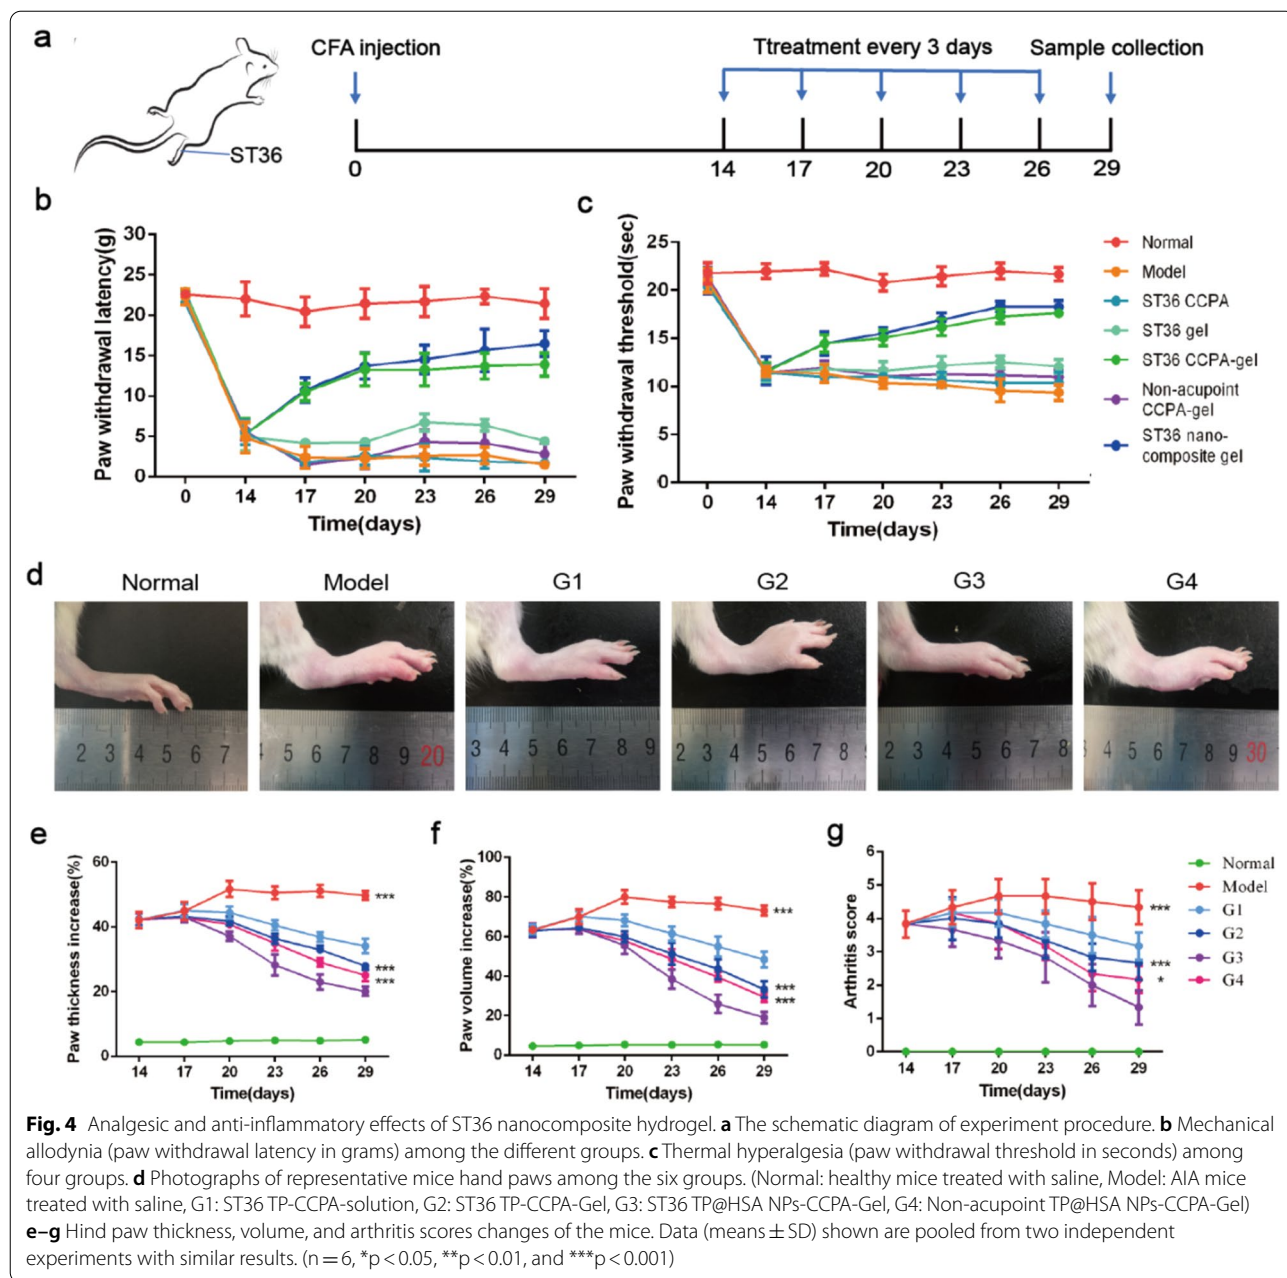 a
CFA injection
Ttreatment every 3 days
Sample collection
ST36
0
14
17
20
23
26
29
b
Paw withdrawal latency(g)
30
25
20
15
10
5
0
0
14
17
20
23
26
29
Time(days)
c
Paw withdrawal threshold(sec)
25
20
15
10
5
0
0
14
17
20
23
26
29
Time(days)
Normal
Model
ST36 CCPA
ST36 gel
ST36 CCPA-gel
Non-acupoint
CCPA-gel
ST36 nano-
composite gel
d
Normal
Model
G1
G2
G3
G4
2 3 4 5 6 7
4 5 6 7 8 9 20
3 4 5 6 7 8 9
2 3 4 5 6 7 8
3 4 5 6 7 8
4 5 6 7 8 9 30
e
Paw thickness increase(%)
60
40
20
0
***
***
***
14
17
20
23
26
29
Time(days)
f
Paw volume increase(%)
100
80
60
40
20
0
***
***
***
14
17
20
23
26
29
Time(days)
g
Arthritis score
6
5
4
3
2
1
0
***
***
*
14
17
20
23
26
29
Time(days)
Normal
Model
G1
G2
G3
G4
Fig. 4 Analgesic and anti-inflammatory effects of ST36 nanocomposite hydrogel. a The schematic diagram of experiment procedure. b Mechanical
allodynia (paw withdrawal latency in grams) among the different groups. c Thermal hyperalgesia (paw withdrawal threshold in seconds) among
four groups. d Photographs of representative mice hand paws among the six groups. (Normal: healthy mice treated with saline, Model: AIA mice
treated with saline, G1: ST36 TP-CCPA-solution, G2: ST36 TP-CCPA-Gel, G3: ST36 TP@HSA NPs-CCPA-Gel, G4: Non-acupoint TP@HSA NPs-CCPA-Gel)
e–g Hind paw thickness, volume, and arthritis scores changes of the mice. Data (means ± SD) shown are pooled from two independent
experiments with similar results. (n = 6, *p < 0.05, **p < 0.01, and ***p < 0.001)